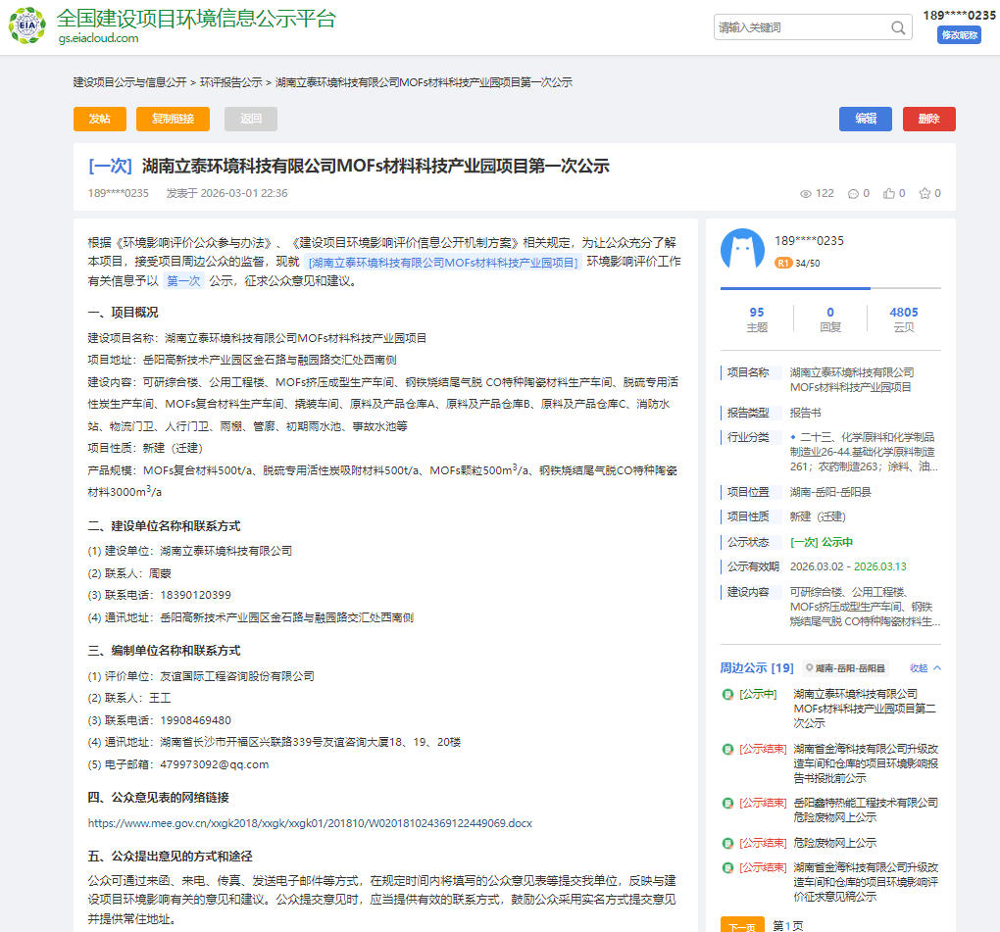 EIA
全国建设项目环境信息公示平台
gs.eiacloud.com
请输入关键词
189****0235
修改昵称
建设项目公示与信息公开 > 环评报告公示 > 湖南立泰环境科技有限公司MOFs材料科技产业园项目第一次公示
发帖 复制链接 返回 编辑 删除
[一次] 湖南立泰环境科技有限公司MOFs材料科技产业园项目第一次公示
189****0235 发表于 2026-03-01 22:36 122 0 0 0
根据《环境影响评价公众参与办法》、《建设项目环境影响评价信息公开机制方案》相关规定，为让公众充分了解
本项目，接受项目周边公众的监督，现就 [湖南立泰环境科技有限公司MOFs材料科技产业园项目] 环境影响评价工作
有关信息予以 第一次 公示，征求公众意见和建议。
一、项目概况
建设项目名称：湖南立泰环境科技有限公司MOFs材料科技产业园项目
项目地址：岳阳高新技术产业园区金石路与融园路交汇处西南侧
建设内容：可研综合楼、公用工程楼、MOFs挤压成型生产车间、钢铁烧结尾气脱 CO特种陶瓷材料生产车间、脱硫专用活
性炭生产车间、MOFs复合材料生产车间、撬装车间、原料及产品仓库A、原料及产品仓库B、原料及产品仓库C、消防水
站、物流门卫、人行门卫、雨棚、管廊、初期雨水池、事故水池等
项目性质：新建（迁建）
产品规模：MOFs复合材料500t/a、脱硫专用活性炭吸附材料500t/a、MOFs颗粒500m³/a、钢铁烧结尾气脱CO特种陶瓷
材料3000m³/a
二、建设单位名称和联系方式
(1) 建设单位：湖南立泰环境科技有限公司
(2) 联系人：周蒙
(3) 联系电话：18390120399
(4) 通讯地址：岳阳高新技术产业园区金石路与融园路交汇处西南侧
三、编制单位名称和联系方式
(1) 评价单位：友谊国际工程咨询股份有限公司
(2) 联系人：王工
(3) 联系电话：19908469480
(4) 通讯地址：湖南省长沙市开福区兴联路339号友谊咨询大厦18、19、20楼
(5) 电子邮箱：479973092@qq.com
四、公众意见表的网络链接
https://www.mee.gov.cn/xxgk2018/xxgk/xxgk01/201810/W020181024369122449069.docx
五、公众提出意见的方式和途径
公众可通过来函、来电、传真、发送电子邮件等方式，在规定时间内将填写的公众意见表等提交我单位，反映与建
设项目环境影响有关的意见和建议。公众提交意见时，应当提供有效的联系方式，鼓励公众采用实名方式提交意见
并提供常住地址。
189****0235
R1 34/50
95 0 4805
主题 回复 云贝
项目名称 湖南立泰环境科技有限公司
MOFs材料科技产业园项目
报告类型 报告书
行业分类 二十三、化学原料和化学制品
制造业26-44.基础化学原料制造
261；农药制造263；涂料、油...
项目位置 湖南-岳阳-岳阳县
项目性质 新建（迁建）
公示状态 [一次] 公示中
公示有效期 2026.03.02 - 2026.03.13
建设内容 可研综合楼、公用工程楼、
MOFs挤压成型生产车间、钢铁
烧结尾气脱 CO特种陶瓷材料生...
周边公示 [19] 湖南-岳阳-岳阳县 收起
[公示中] 湖南立泰环境科技有限公司
MOFs材料科技产业园项目第二
次公示
[公示结束] 湖南省金海科技有限公司升级改
造车间和仓库的项目环境影响报
告书报批前公示
[公示结束] 岳阳鑫特热能工程技术有限公司
危险废物网上公示
[公示结束] 危险废物网上公示
[公示结束] 湖南省金海科技有限公司升级改
造车间和仓库的项目环境影响评
价征求意见稿公示
下一页 第1页